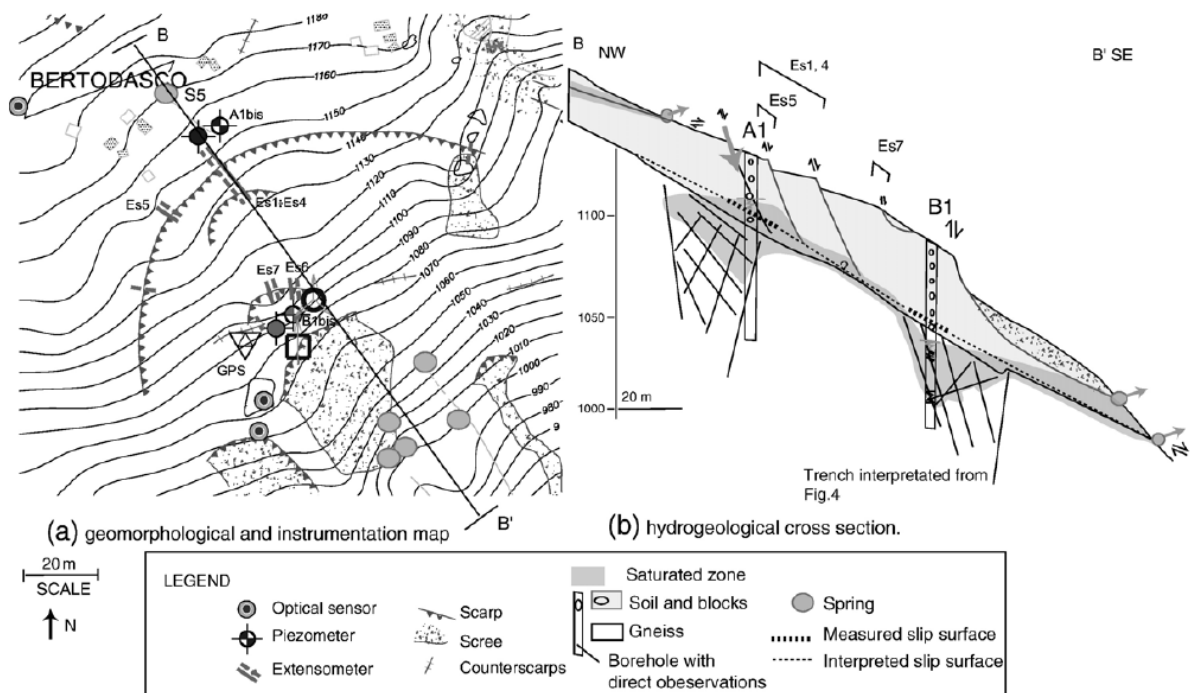 B
1180
1170
1160
BERTODASCO
S5
1150
A1bis
1140
1130
1120
1110
1100
1090
1080
1070
1060
1050
1040
1030
1020
1010
1000
990
980
9
Es5
Es1÷Es4
Es7 Es6
B1bis
GPS
B'
(a) geomorphological and instrumentation map
B
NW
B' SE
Es1, 4
Es5
A1
Es7
B1
1100
1050
1000
20 m
?
Trench interpretated from
Fig.4
(b) hydrogeological cross section.
20 m
SCALE
N
LEGEND
Optical sensor
Piezometer
Extensometer
Scarp
Scree
Counterscarps
Saturated zone
Soil and blocks
Gneiss
Borehole with
direct obeservations
Spring
Measured slip surface
Interpreted slip surface